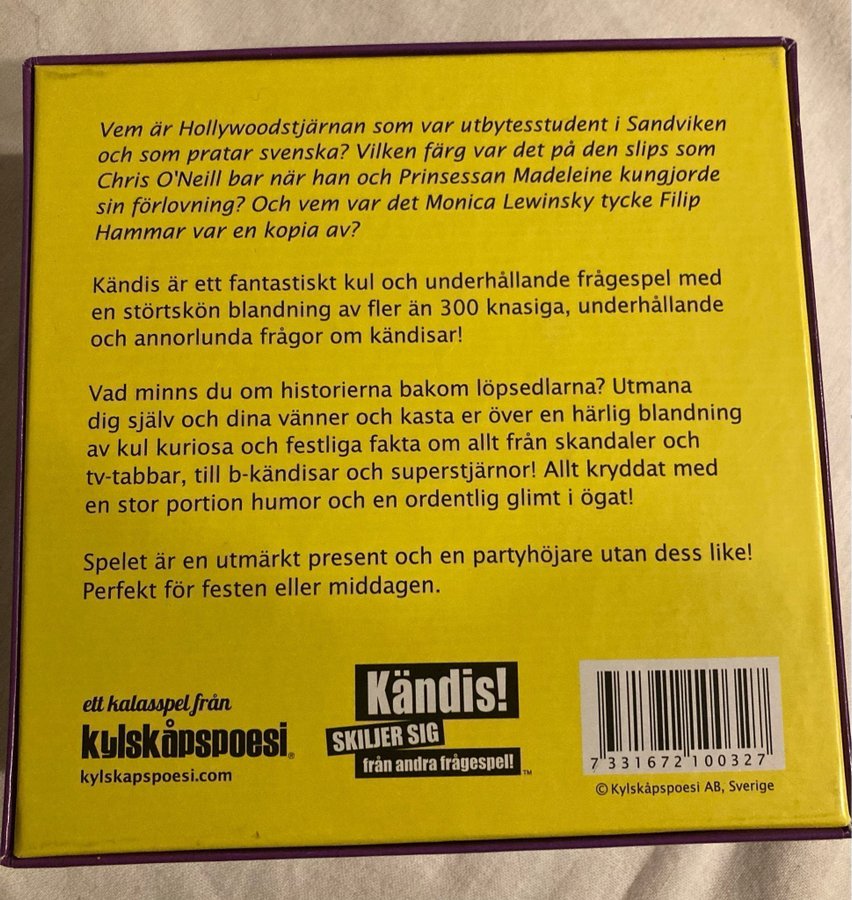 Vem är Hollywoodstjärnan som var utbytesstudent i Sandviken
och som pratar svenska? Vilken färg var det på den slips som
Chris O'Neill bar när han och Prinsessan Madeleine kungjorde
sin förlovning? Och vem var det Monica Lewinsky tycke Filip
Hammar var en kopia av?
Kändis är ett fantastiskt kul och underhållande frågespel med
en störtskön blandning av fler än 300 knasiga, underhållande
och annorlunda frågor om kändisar!
Vad minns du om historierna bakom löpsedlarna? Utmana
dig själv och dina vänner och kasta er över en härlig blandning
av kul kuriosa och festliga fakta om allt från skandaler och
tv-tabbar, till b-kändisar och superstjärnor! Allt kryddat med
en stor portion humor och en ordentlig glimt i ögat!
Spelet är en utmärkt present och en partyhöjare utan dess like!
Perfekt för festen eller middagen.
ett kalasspel från
kylskåpspoesi®
kylskapspoesi.com
Kändis!
SKILJER SIG
från andra frågespel!™
7 331672 100327
© Kylskåpspoesi AB, Sverige